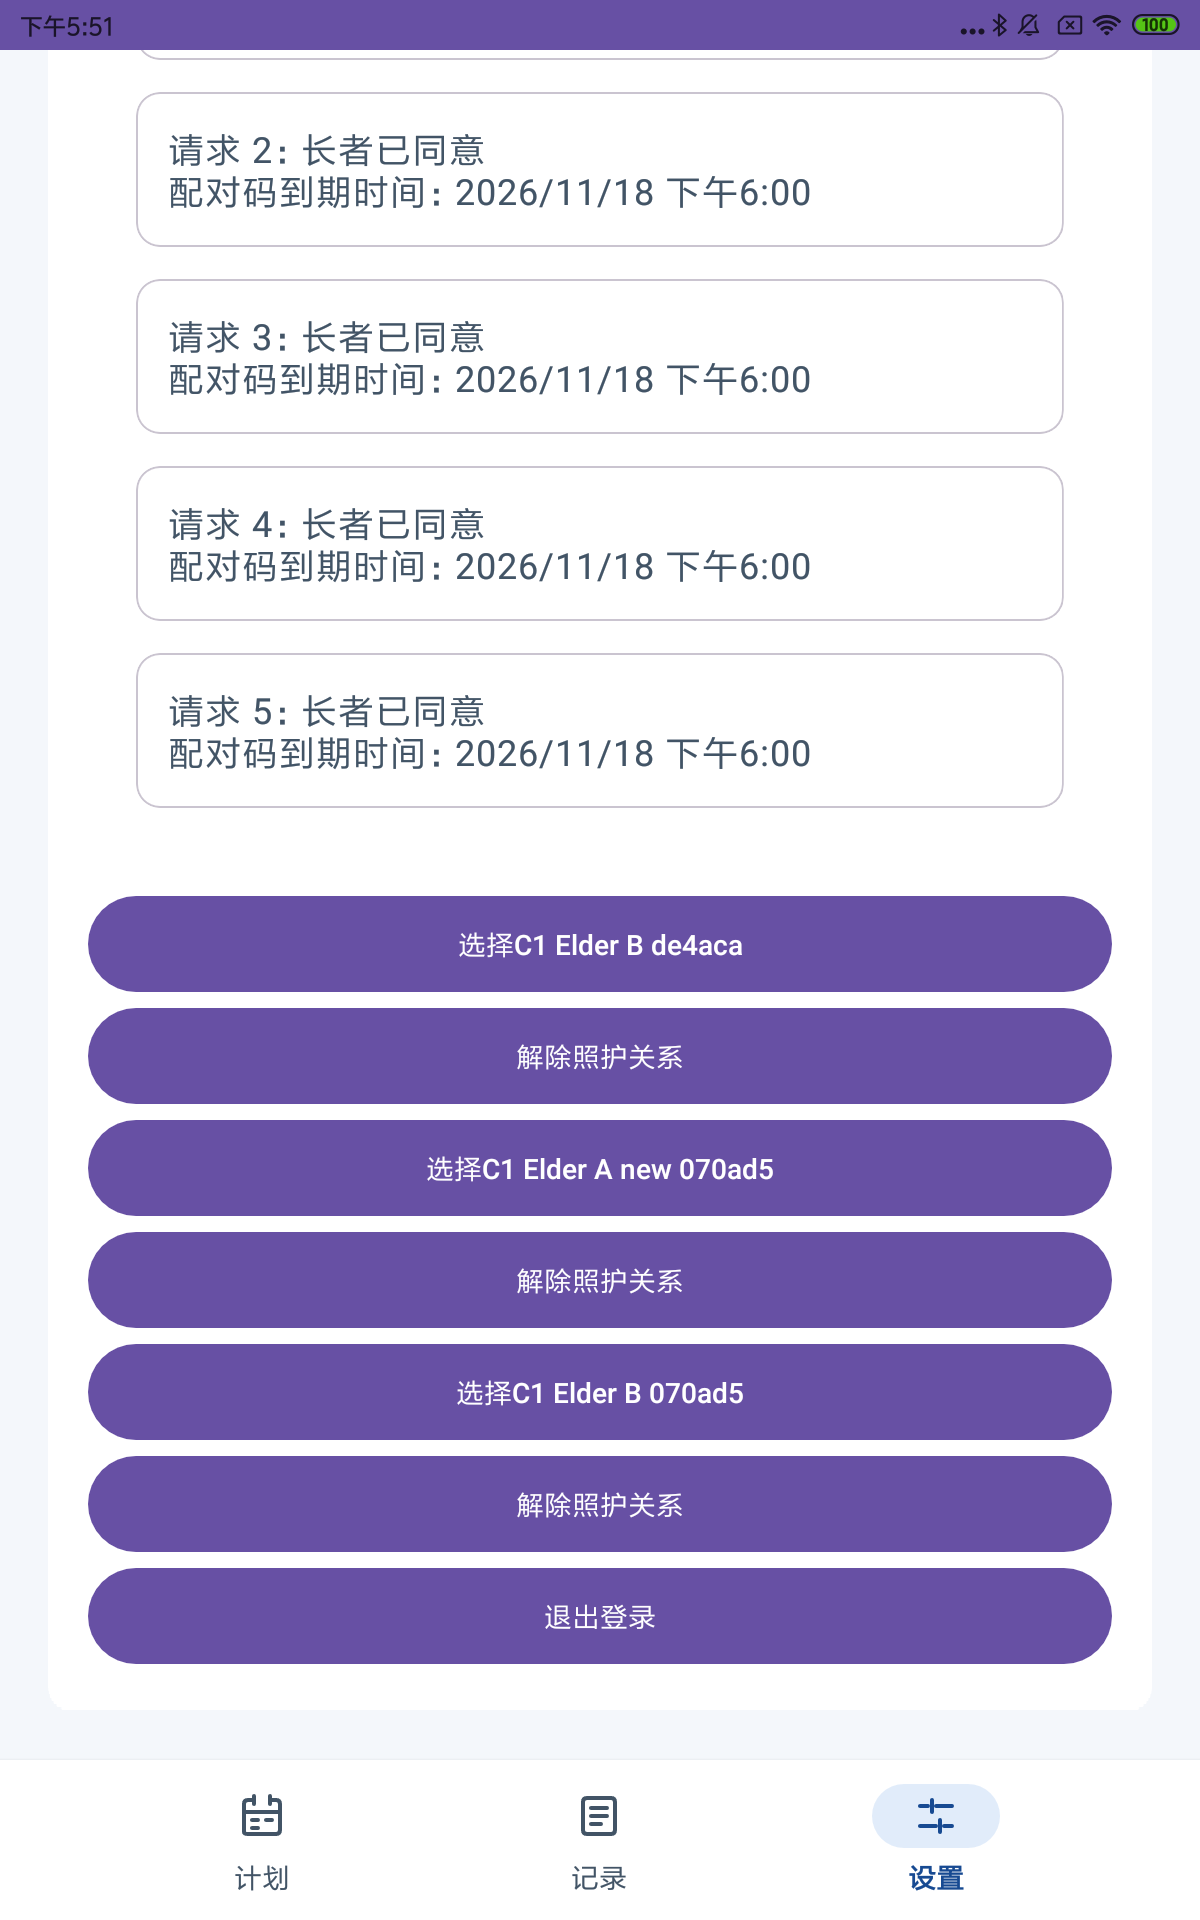 下午5:51
100
请求 2: 长者已同意
配对码到期时间: 2026/11/18 下午6:00
请求 3: 长者已同意
配对码到期时间: 2026/11/18 下午6:00
请求 4: 长者已同意
配对码到期时间: 2026/11/18 下午6:00
请求 5: 长者已同意
配对码到期时间: 2026/11/18 下午6:00
选择C1 Elder B de4aca
解除照护关系
选择C1 Elder A new 070ad5
解除照护关系
选择C1 Elder B 070ad5
解除照护关系
退出登录
计划
记录
设置